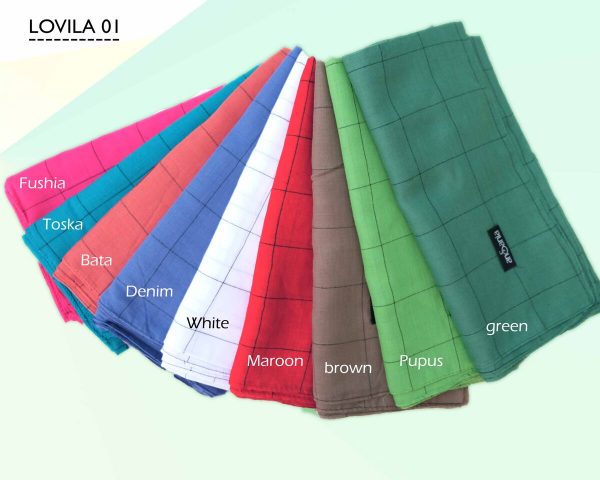 LOVILA 01
Fushia
Toska
Bata
Denim
White
Maroon
brown
Pupus
green